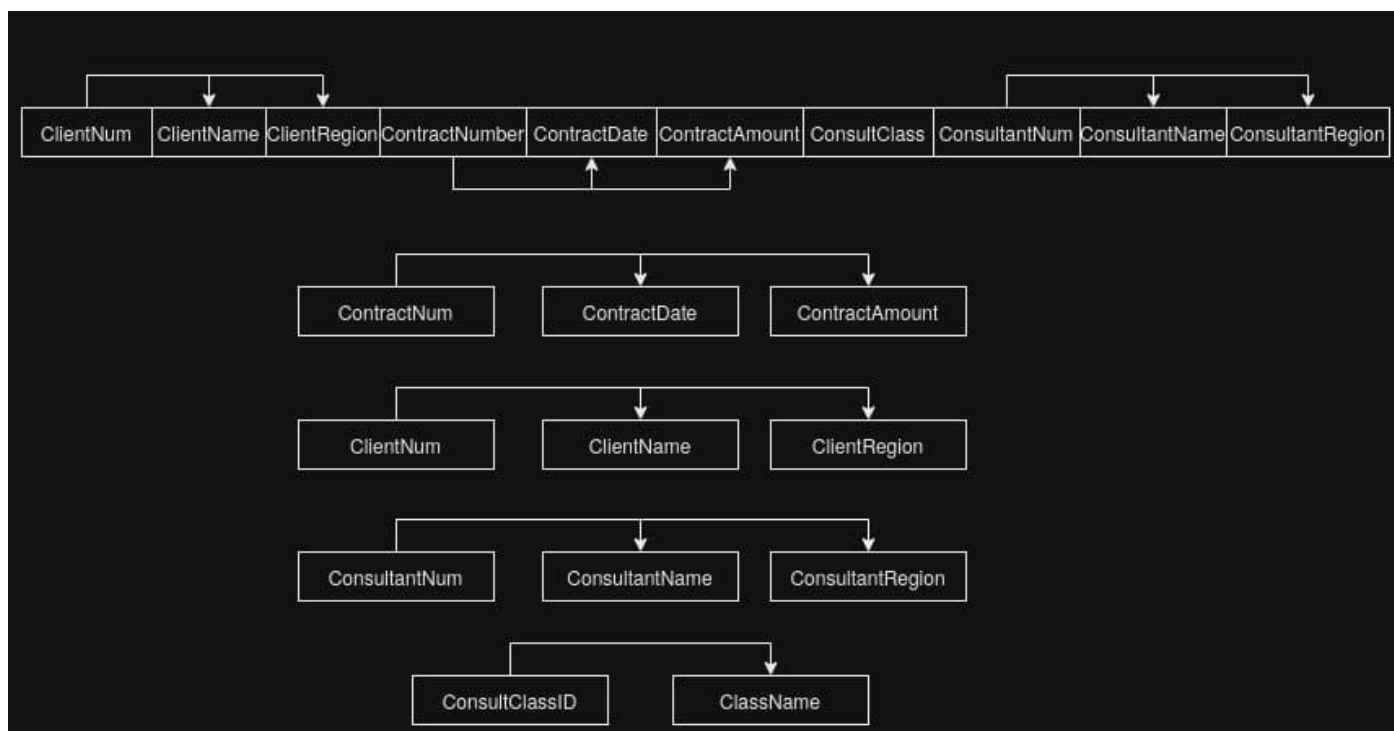 ClientNum ClientName ClientRegion ContractNumber ContractDate ContractAmount ConsultClass ConsultantNum ConsultantName ConsultantRegion
ContractNum ContractDate ContractAmount
ClientNum ClientName ClientRegion
ConsultantNum ConsultantName ConsultantRegion
ConsultClassID ClassName